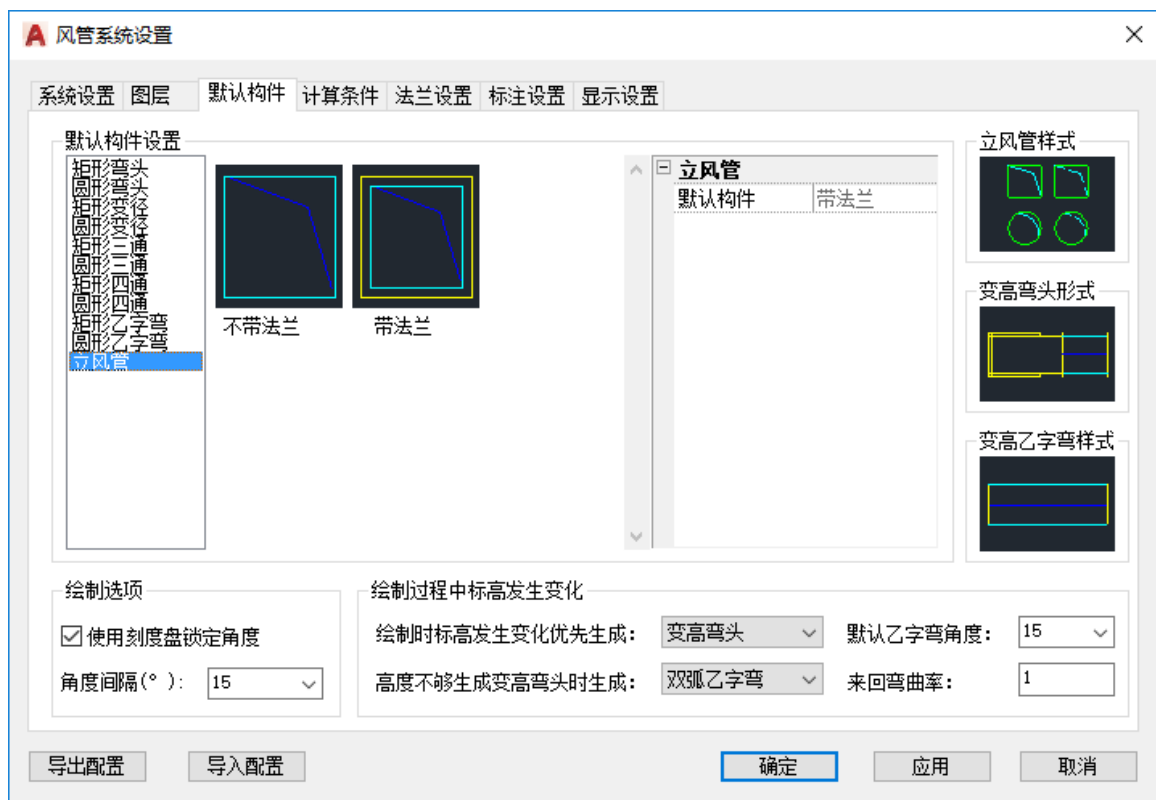 风管系统设置
系统设置 图层 默认构件 计算条件 法兰设置 标注设置 显示设置
默认构件设置
矩形弯头
圆形弯头
矩形变径
圆形变径
矩形三通
圆形三通
矩形四通
圆形四通
矩形乙字弯
圆形乙字弯
立风管
不带法兰 带法兰
立风管
默认构件 带法兰
立风管样式
变高弯头形式
变高乙字弯样式
绘制选项
使用刻度盘锁定角度
角度间隔(° ): 15
绘制过程中标高发生变化
绘制时标高发生变化优先生成: 变高弯头 默认乙字弯角度: 15
高度不够生成变高弯头时生成: 双弧乙字弯 来回弯曲率: 1
导出配置 导入配置 确定 应用 取消